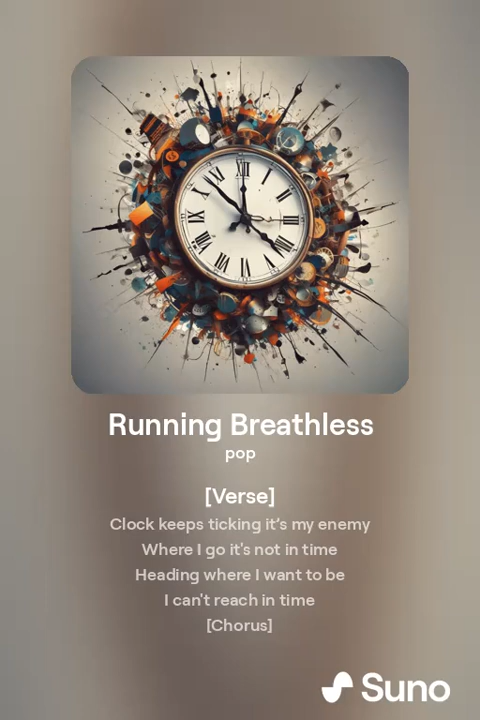 XII
Running Breathless
pop
[Verse]
Clock keeps ticking it's my enemy
Where I go it's not in time
Heading where I want to be
I can't reach in time
[Chorus]
Suno